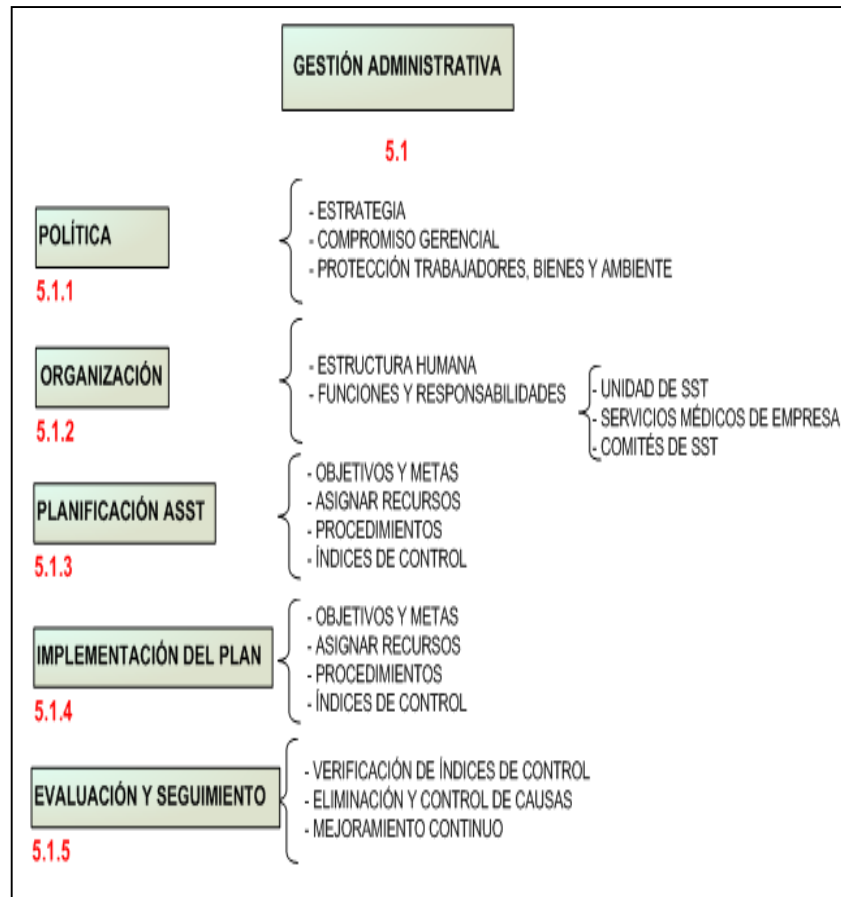 GESTIÓN ADMINISTRATIVA
5.1
POLÍTICA
5.1.1
- ESTRATEGIA
- COMPROMISO GERENCIAL
- PROTECCIÓN TRABAJADORES, BIENES Y AMBIENTE
ORGANIZACIÓN
5.1.2
- ESTRUCTURA HUMANA
- FUNCIONES Y RESPONSABILIDADES
- UNIDAD DE SST
- SERVICIOS MÉDICOS DE EMPRESA
- COMITÉS DE SST
PLANIFICACIÓN ASST
5.1.3
- OBJETIVOS Y METAS
- ASIGNAR RECURSOS
- PROCEDIMIENTOS
- ÍNDICES DE CONTROL
IMPLEMENTACIÓN DEL PLAN
5.1.4
- OBJETIVOS Y METAS
- ASIGNAR RECURSOS
- PROCEDIMIENTOS
- ÍNDICES DE CONTROL
EVALUACIÓN Y SEGUIMIENTO
5.1.5
- VERIFICACIÓN DE ÍNDICES DE CONTROL
- ELIMINACIÓN Y CONTROL DE CAUSAS
- MEJORAMIENTO CONTINUO